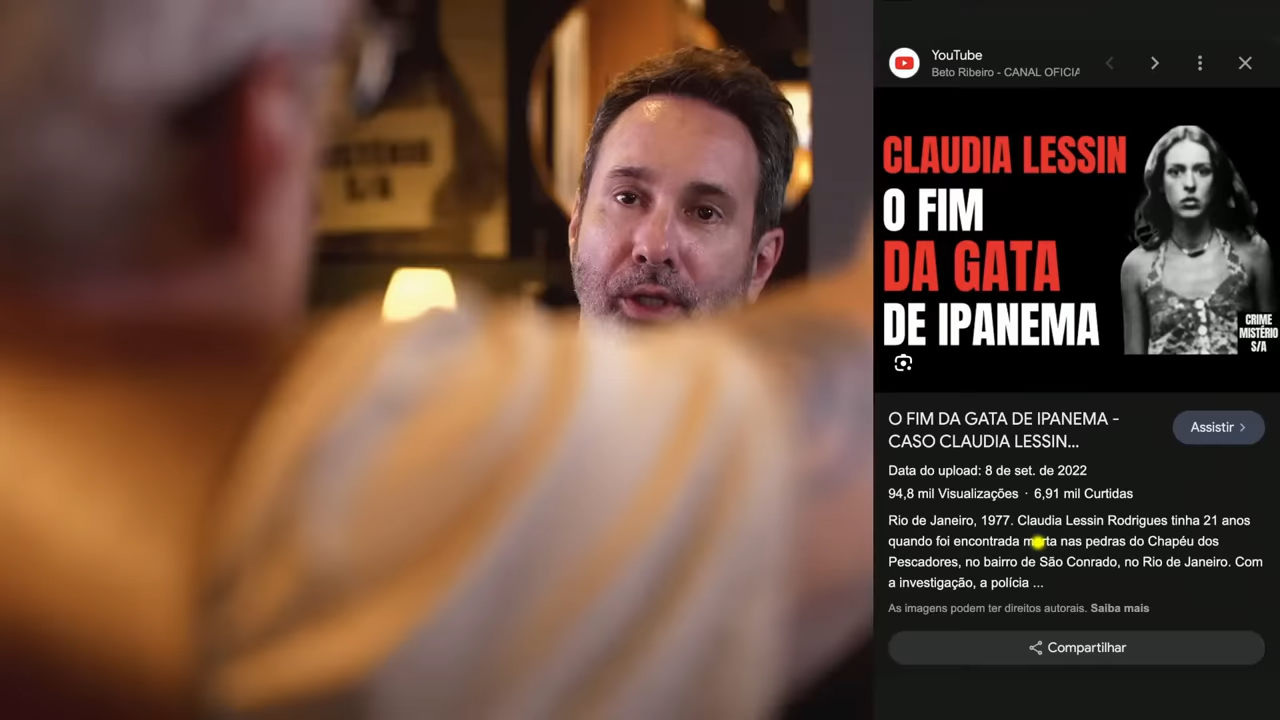 YouTube
Beto Ribeiro - CANAL OFICIA
CLAUDIA LESSIN
O FIM
DA GATA
DE IPANEMA
CRIME
MISTÉRIO
S/A
O FIM DA GATA DE IPANEMA -
CASO CLAUDIA LESSIN...
Assistir
Data do upload: 8 de set. de 2022
94,8 mil Visualizações · 6,91 mil Curtidas
Rio de Janeiro, 1977. Claudia Lessin Rodrigues tinha 21 anos
quando foi encontrada morta nas pedras do Chapéu dos
Pescadores, no bairro de São Conrado, no Rio de Janeiro. Com
a investigação, a polícia ...
As imagens podem ter direitos autorais. Saiba mais
Compartilhar